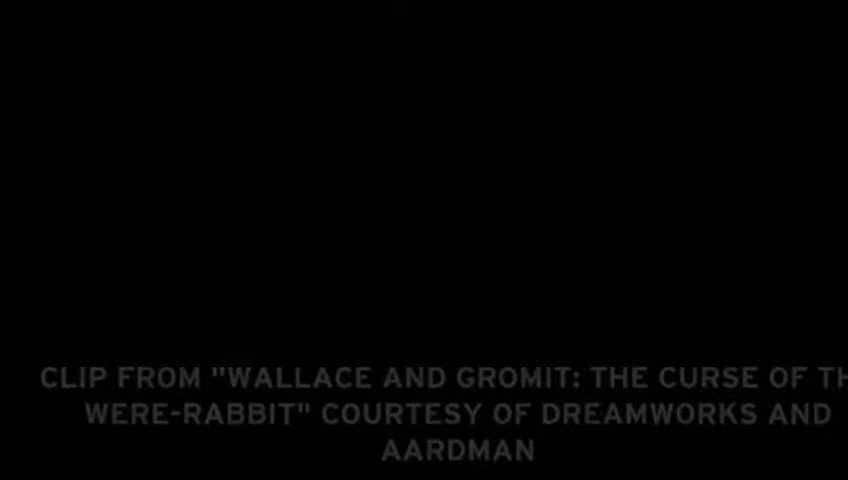 CLIP FROM "WALLACE AND GROMIT: THE CURSE OF TH
WERE-RABBIT" COURTESY OF DREAMWORKS AND
AARDMAN